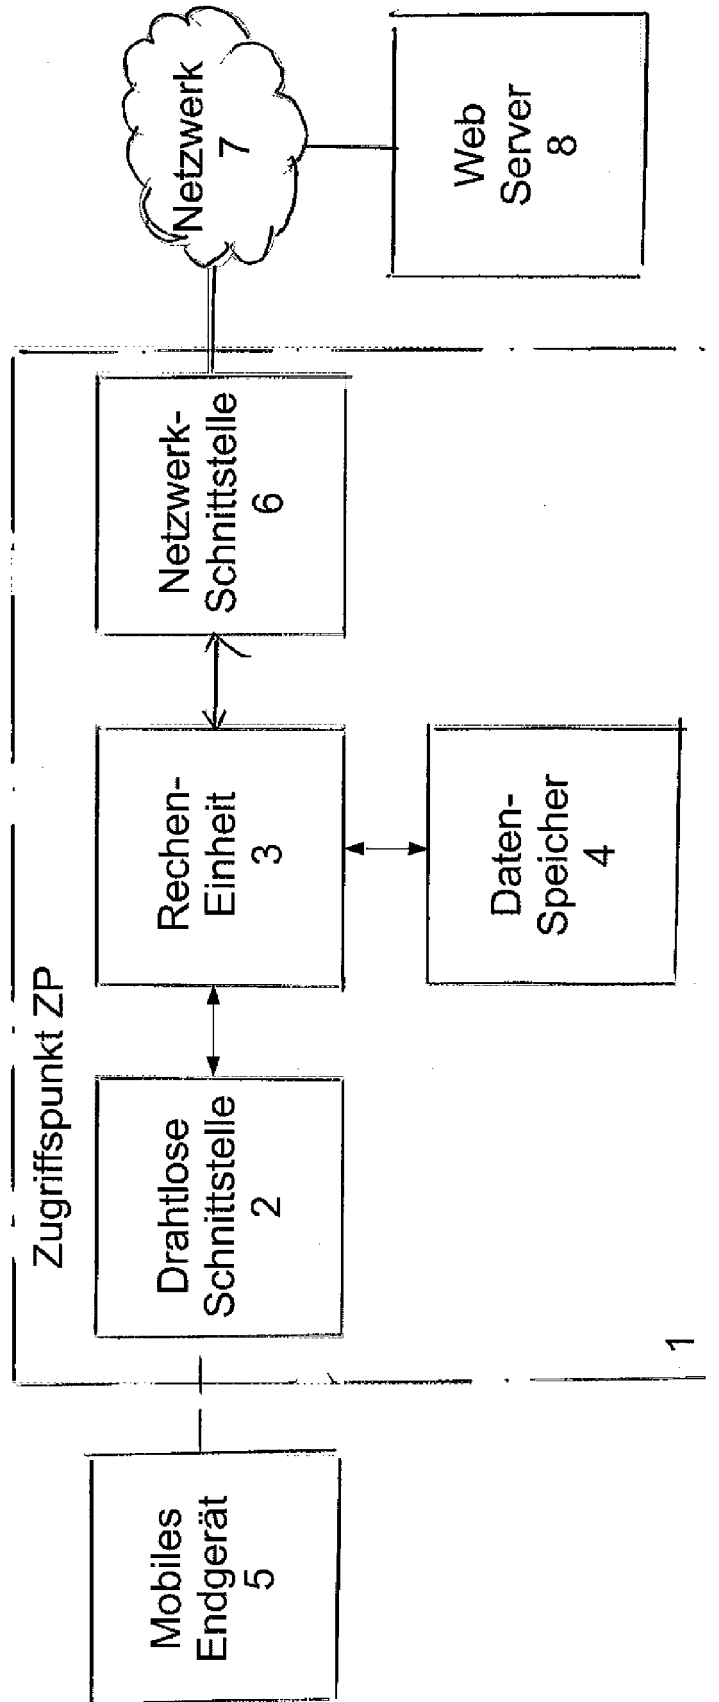 Zugriffspunkt ZP
Mobiles
Endgerät
5
Drahtlose
Schnittstelle
2
Rechen-
Einheit
3
Netzwerk-
Schnittstelle
6
Netzwerk
7
Daten-
Speicher
4
Web
Server
8
1